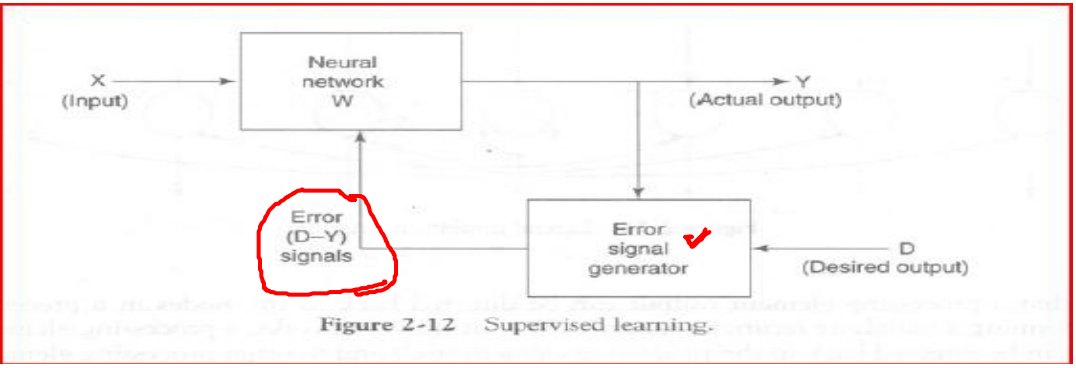 Neural
network
W
X
(Input)
Y
(Actual output)
Error
(D–Y)
signals
Error
signal
generator
D
(Desired output)
Figure 2-12 Supervised learning.